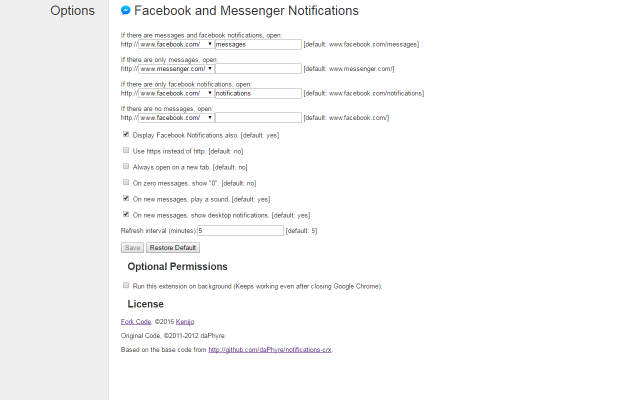 Options
Facebook and Messenger Notifications
If there are messages and facebook notifications, open:
http:// www.facebook.com/ messages [default: www.facebook.com/messages]
If there are only messages, open:
http:// www.messenger.com/ [default: www.messenger.com/]
If there are only facebook notifications, open:
http:// www.facebook.com/ notifications [default: www.facebook.com/notifications]
If there are no messages, open:
http:// www.facebook.com/ [default: www.facebook.com/]
Display Facebook Notifications also. [default: yes]
Use https instead of http. [default: no]
Always open on a new tab. [default: no]
On zero messages, show "0". [default: no]
On new messages, play a sound. [default: yes]
On new messages, show desktop notifications. [default: yes]
Refresh interval (minutes): 5 [default: 5]
Save Restore Default
Optional Permissions
Run this extension on background (Keeps working even after closing Google Chrome).
License
Fork Code, ©2016 Kenijo
Original Code, ©2011-2012 daPhyre.
Based on the base code from http://github.com/daPhyre/notifications-crx.